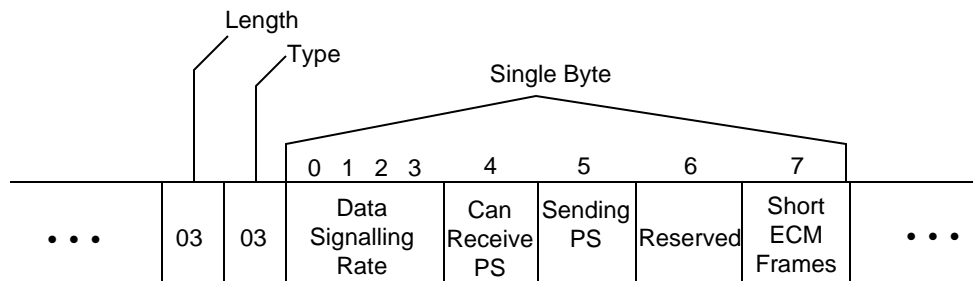 Length
Type
Single Byte
0 1 2 3 4 5 6 7
• • •
03
03
Data
Signalling
Rate
Can
Receive
PS
Sending
PS
Reserved
Short
ECM
Frames
• • •